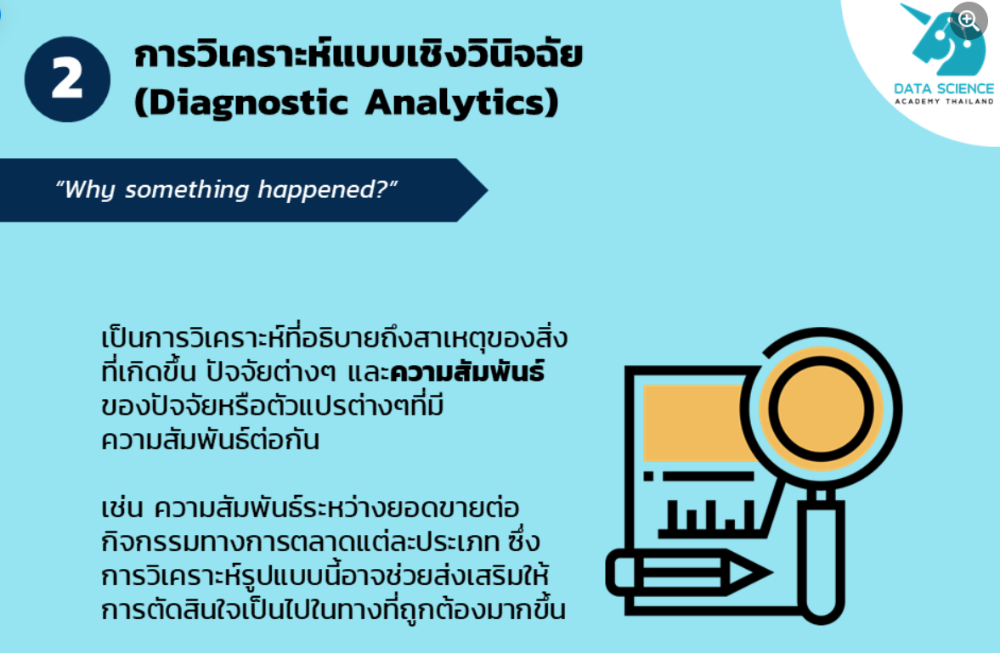 2
การวิเคราะห์แบบเชิงวินิจฉัย
(Diagnostic Analytics)
DATA SCIENCE
ACADEMY THAILAND
“Why something happened?”
เป็นการวิเคราะห์ที่อธิบายถึงสาเหตุของสิ่ง
ที่เกิดขึ้น ปัจจัยต่างๆ และความสัมพันธ์
ของปัจจัยหรือตัวแปรต่างๆที่มี
ความสัมพันธ์ต่อกัน
เช่น ความสัมพันธ์ระหว่างยอดขายต่อ
กิจกรรมทางการตลาดแต่ละประเภท ซึ่ง
การวิเคราะห์รูปแบบนี้อาจช่วยส่งเสริมให้
การตัดสินใจเป็นไปในทางที่ถูกต้องมากขึ้น